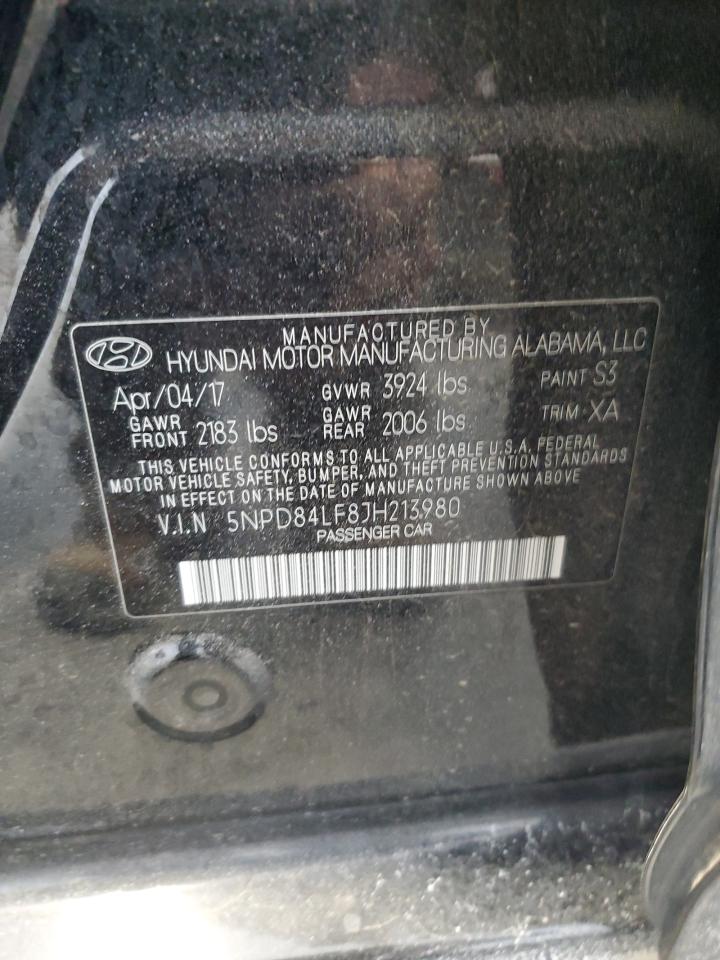 MANUFACTURED BY
HYUNDAI MOTOR MANUFACTURING ALABAMA, LLC
Apr/04/17 GVWR 3924 lbs PAINT S3
GAWR FRONT 2183 lbs GAWR REAR 2006 lbs TRIM XA
THIS VEHICLE CONFORMS TO ALL APPLICABLE U.S.A. FEDERAL
MOTOR VEHICLE SAFETY, BUMPER, AND THEFT PREVENTION STANDARDS
IN EFFECT ON THE DATE OF MANUFACTURE SHOWN ABOVE
V.I.N 5NPD84LF8JH213980
PASSENGER CAR